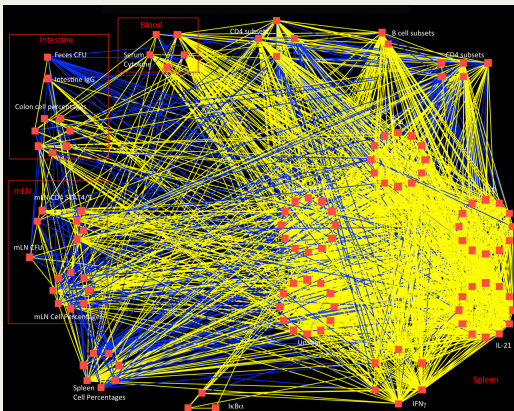 Blood
CD4 subsets
B cell subsets
Intestine
Feces CFU
Serum
Cytokine
CD4 subsets
Intestine IgG
Colon cell percentages
mLN
mLN CFU
mLN Cell Percentages
IL-21
Spleen
Spleen
Cell Percentages
IκBα
IFNγ